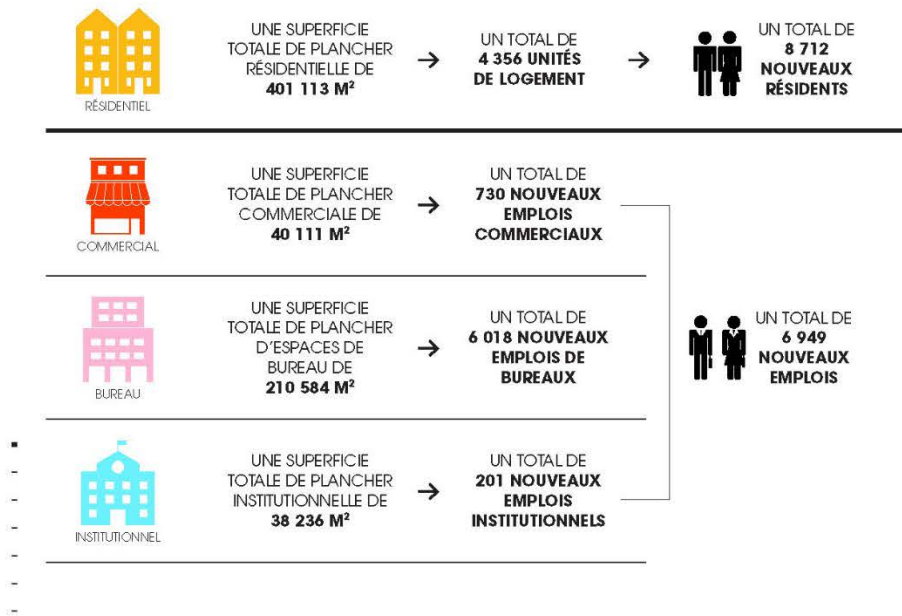 UNE SUPERFICIE
TOTALE DE PLANCHER
RÉSIDENTIELLE DE
401 113 M²
UN TOTAL DE
4 356 UNITÉS
DE LOGEMENT
UN TOTAL DE
8 712
NOUVEAUX
RÉSIDENTS
RÉSIDENTIEL
UNE SUPERFICIE
TOTALE DE PLANCHER
COMMERCIALE DE
40 111 M²
UN TOTAL DE
730 NOUVEAUX
EMPLOIS
COMMERCIAUX
COMMERCIAL
UNE SUPERFICIE
TOTALE DE PLANCHER
D'ESPACES DE
BUREAU DE
210 584 M²
UN TOTAL DE
6 018 NOUVEAUX
EMPLOIS DE
BUREAUX
UN TOTAL DE
6 949
NOUVEAUX
EMPLOIS
BUREAU
UNE SUPERFICIE
TOTALE DE PLANCHER
INSTITUTIONNELLE DE
38 236 M²
UN TOTAL DE
201 NOUVEAUX
EMPLOIS
INSTITUTIONNELS
INSTITUTIONNEL